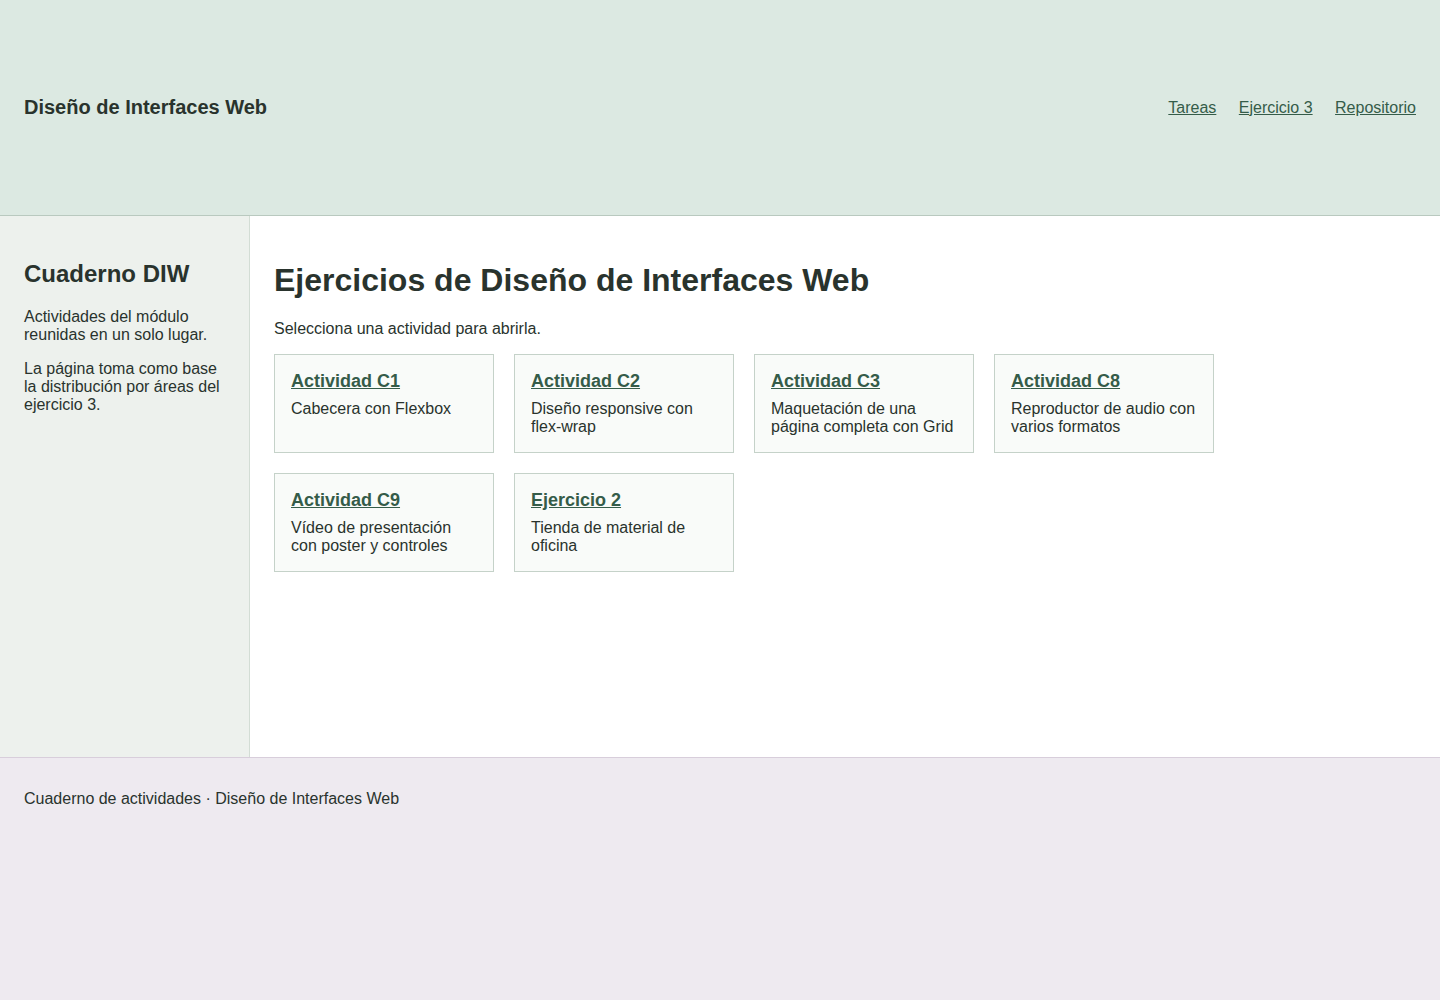 Diseño de Interfaces Web
Tareas
Ejercicio 3
Repositorio
Cuaderno DIW
Actividades del módulo
reunidas en un solo lugar.
La página toma como base
la distribución por áreas del
ejercicio 3.
Ejercicios de Diseño de Interfaces Web
Selecciona una actividad para abrirla.
Actividad C1
Cabecera con Flexbox
Actividad C2
Diseño responsive con
flex-wrap
Actividad C3
Maquetación de una
página completa con Grid
Actividad C8
Reproductor de audio con
varios formatos
Actividad C9
Vídeo de presentación
con poster y controles
Ejercicio 2
Tienda de material de
oficina
Cuaderno de actividades · Diseño de Interfaces Web